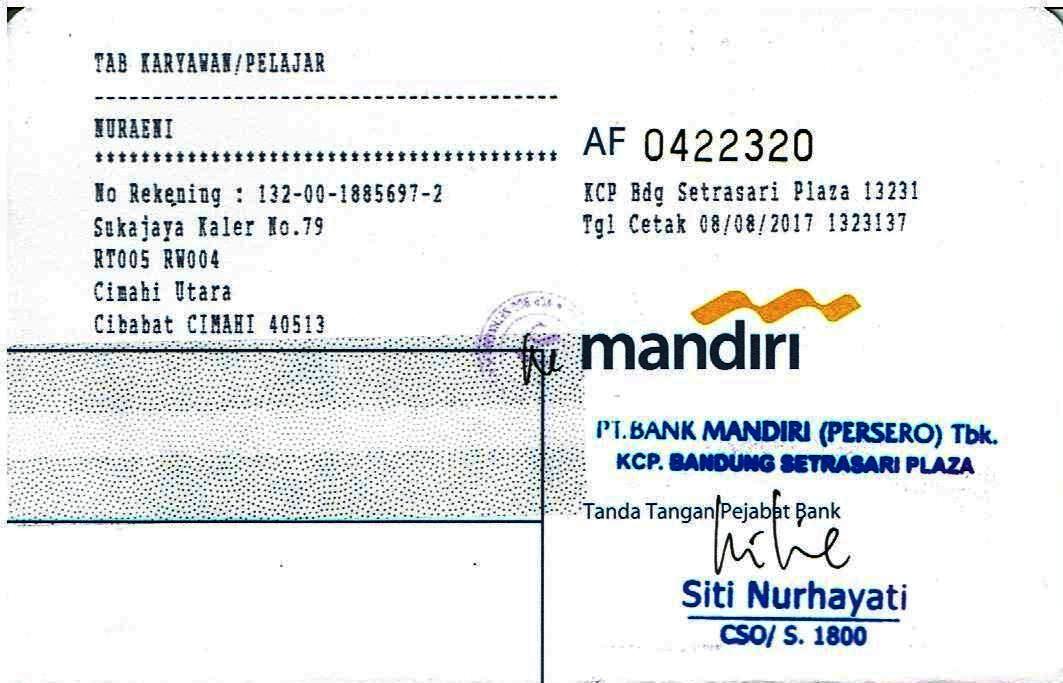 TAB KARYAWAN/PELAJAR
----------------------------------------
NURAENI
****************************************
No Rekening : 132-00-1885697-2
Sukajaya Kaler No.79
RT005 RW004
Cimahi Utara
Cibabat CIMAHI 40513
AF 0422320
KCP Bdg Setrasari Plaza 13231
Tgl Cetak 08/08/2017 1323137
mandırı
PT.BANK MANDIRI (PERSERO) Tbk.
KCP. BANDUNG SETRASARI PLAZA
Tanda Tangan Pejabat Bank
Siti Nurhayati
CSO/ S. 1800